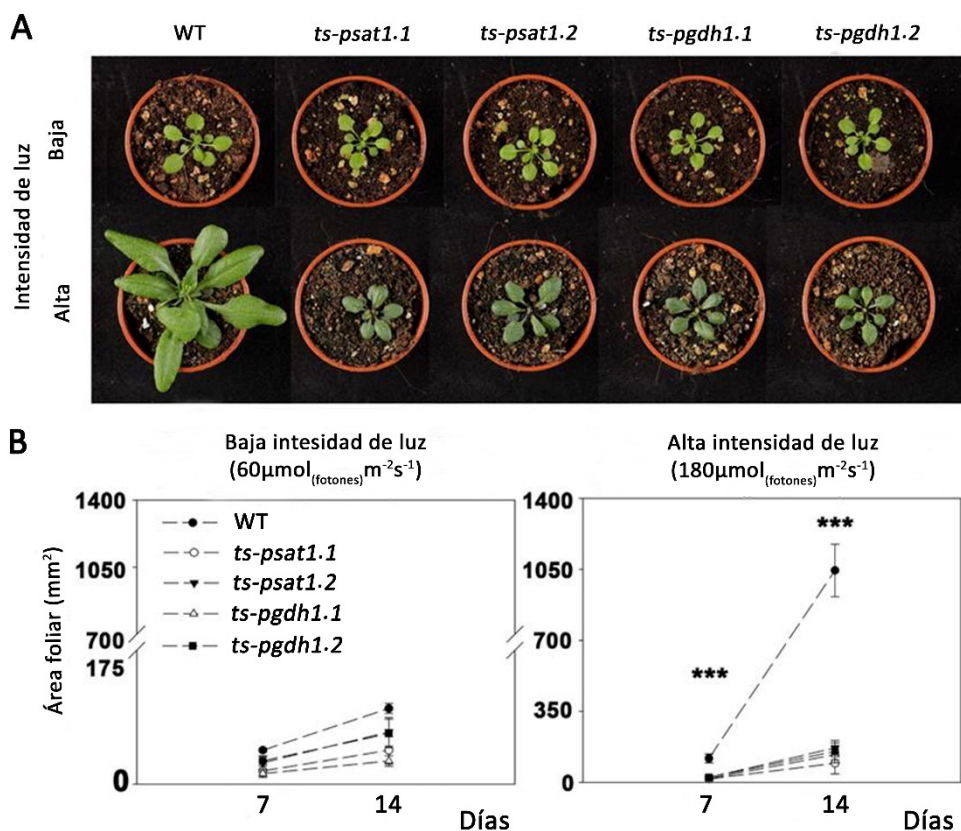 A
WT
ts-psat1.1
ts-psat1.2
ts-pgdh1.1
ts-pgdh1.2
Intensidad de luz
Baja
Alta
B
Baja intesidad de luz
(60µmol(fotones)m-2s-1)
Alta intensidad de luz
(180µmol(fotones)m-2s-1)
Área foliar (mm²)
1400
1050
700
175
0
WT
ts-psat1.1
ts-psat1.2
ts-pgdh1.1
ts-pgdh1.2
7
14
Días
1400
1050
700
350
0
***
***
7
14
Días